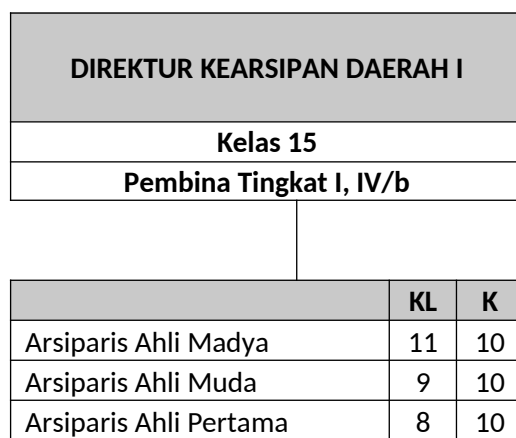 DIREKTUR KEARSIPAN DAERAH I
Kelas 15
Pembina Tingkat I, IV/b
KL K
Arsiparis Ahli Madya 11 10
Arsiparis Ahli Muda 9 10
Arsiparis Ahli Pertama 8 10